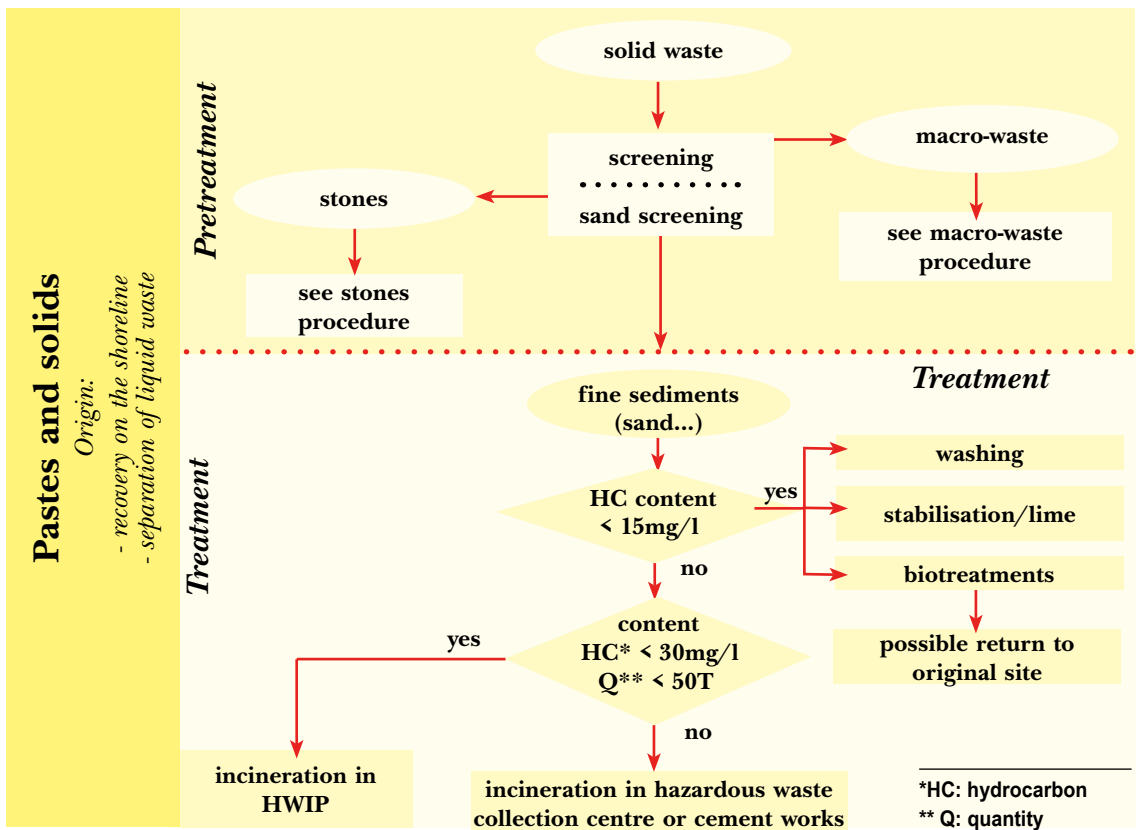 Pastes and solids
Origin:
- recovery on the shoreline
- separation of liquid waste
Pretreatment
solid waste
screening
sand screening
macro-waste
see macro-waste
procedure
stones
see stones
procedure
Treatment
Treatment
fine sediments
(sand...)
HC content
< 15mg/l
yes
washing
stabilisation/lime
biotreatments
possible return to
original site
no
content
HC* < 30mg/l
Q** < 50T
yes
no
incineration in
HWIP
incineration in hazardous waste
collection centre or cement works
*HC: hydrocarbon
** Q: quantity